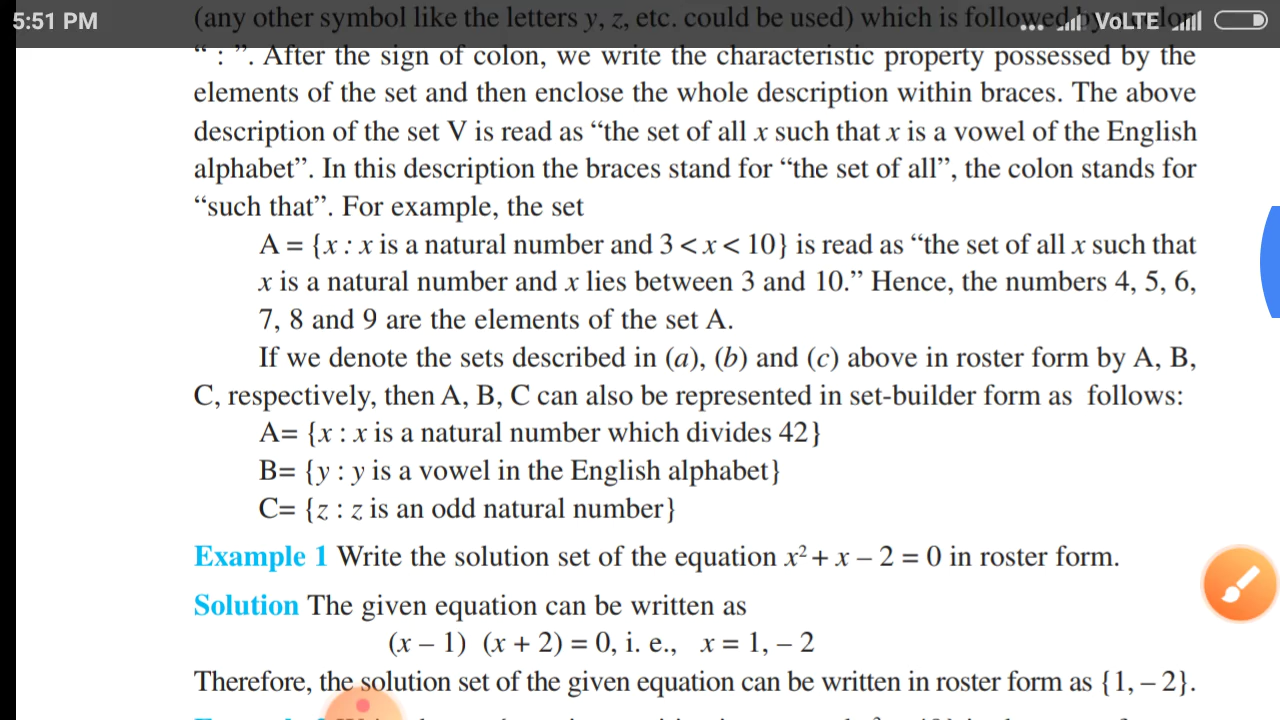 (any other symbol like the letters y, z, etc. could be used) which is followed by a colon
5:51 PM
... VoLTE
“ : ”. After the sign of colon, we write the characteristic property possessed by the
elements of the set and then enclose the whole description within braces. The above
description of the set V is read as “the set of all x such that x is a vowel of the English
alphabet”. In this description the braces stand for “the set of all”, the colon stands for
“such that”. For example, the set
A = {x : x is a natural number and 3 < x < 10} is read as “the set of all x such that
x is a natural number and x lies between 3 and 10.” Hence, the numbers 4, 5, 6,
7, 8 and 9 are the elements of the set A.
If we denote the sets described in (a), (b) and (c) above in roster form by A, B,
C, respectively, then A, B, C can also be represented in set-builder form as follows:
A= {x : x is a natural number which divides 42}
B= {y : y is a vowel in the English alphabet}
C= {z : z is an odd natural number}
Example 1 Write the solution set of the equation x² + x – 2 = 0 in roster form.
Solution The given equation can be written as
(x – 1) (x + 2) = 0, i. e., x = 1, – 2
Therefore, the solution set of the given equation can be written in roster form as {1, – 2}.